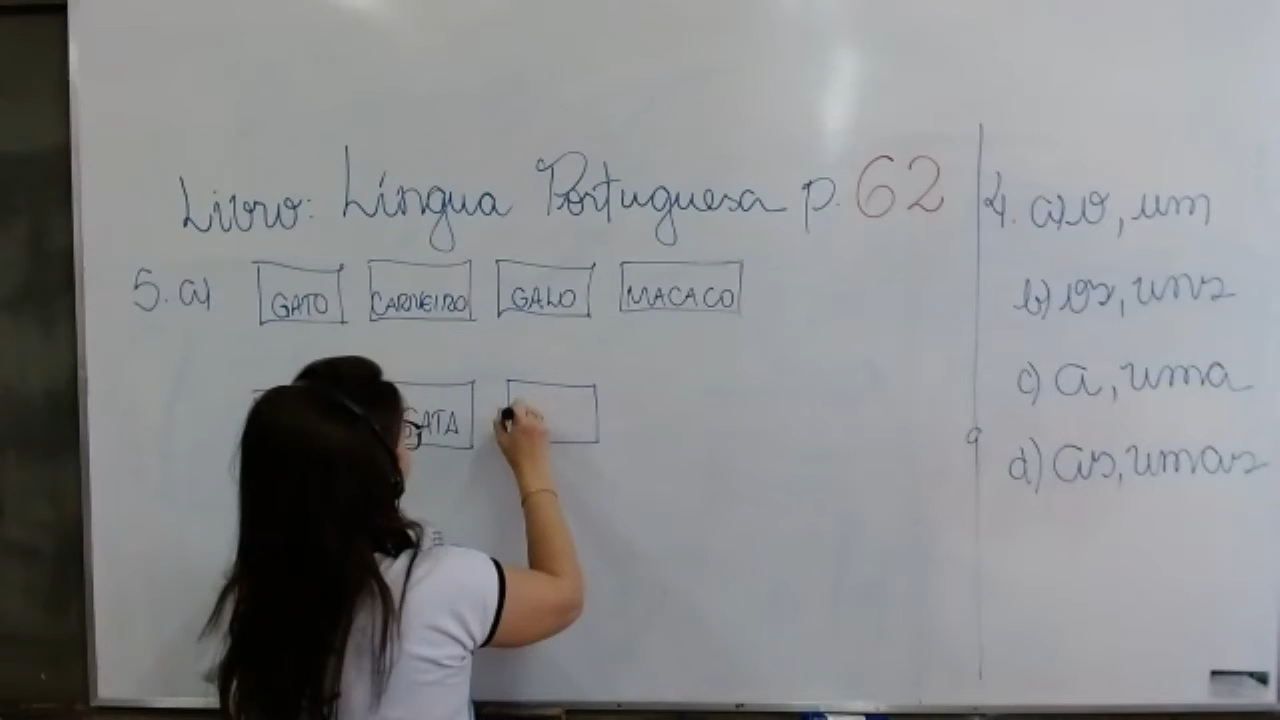 Livro: Língua Portuguesa p. 62
5. a) GATO CARNEIRO GALO MACACO
GATA
4. a) o, um
b) os, uns
c) a, uma
d) as, umas